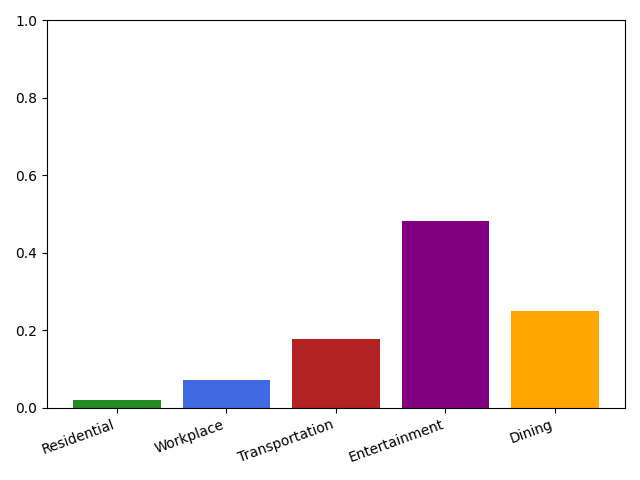 1.0
0.8
0.6
0.4
0.2
0.0
Residential
Workplace
Transportation
Entertainment
Dining